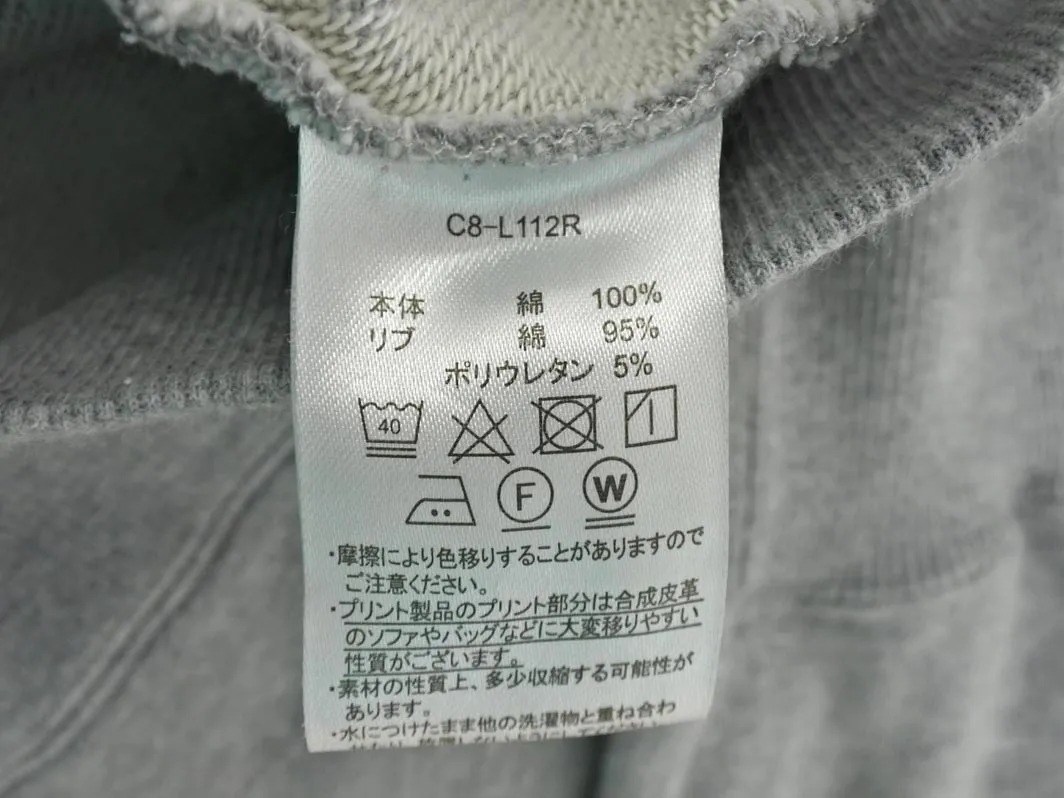 C8-L112R
本体 綿 100%
リブ 綿 95%
ポリウレタン 5%
40
F W
・摩擦により色移りすることがありますので
ご注意ください。
・プリント製品のプリント部分は合成皮革
のソファやバッグなどに大変移りやすい
性質がございます。
・素材の性質上、多少収縮する可能性が
あります。
・水につけたまま他の洗濯物と重ね合わ